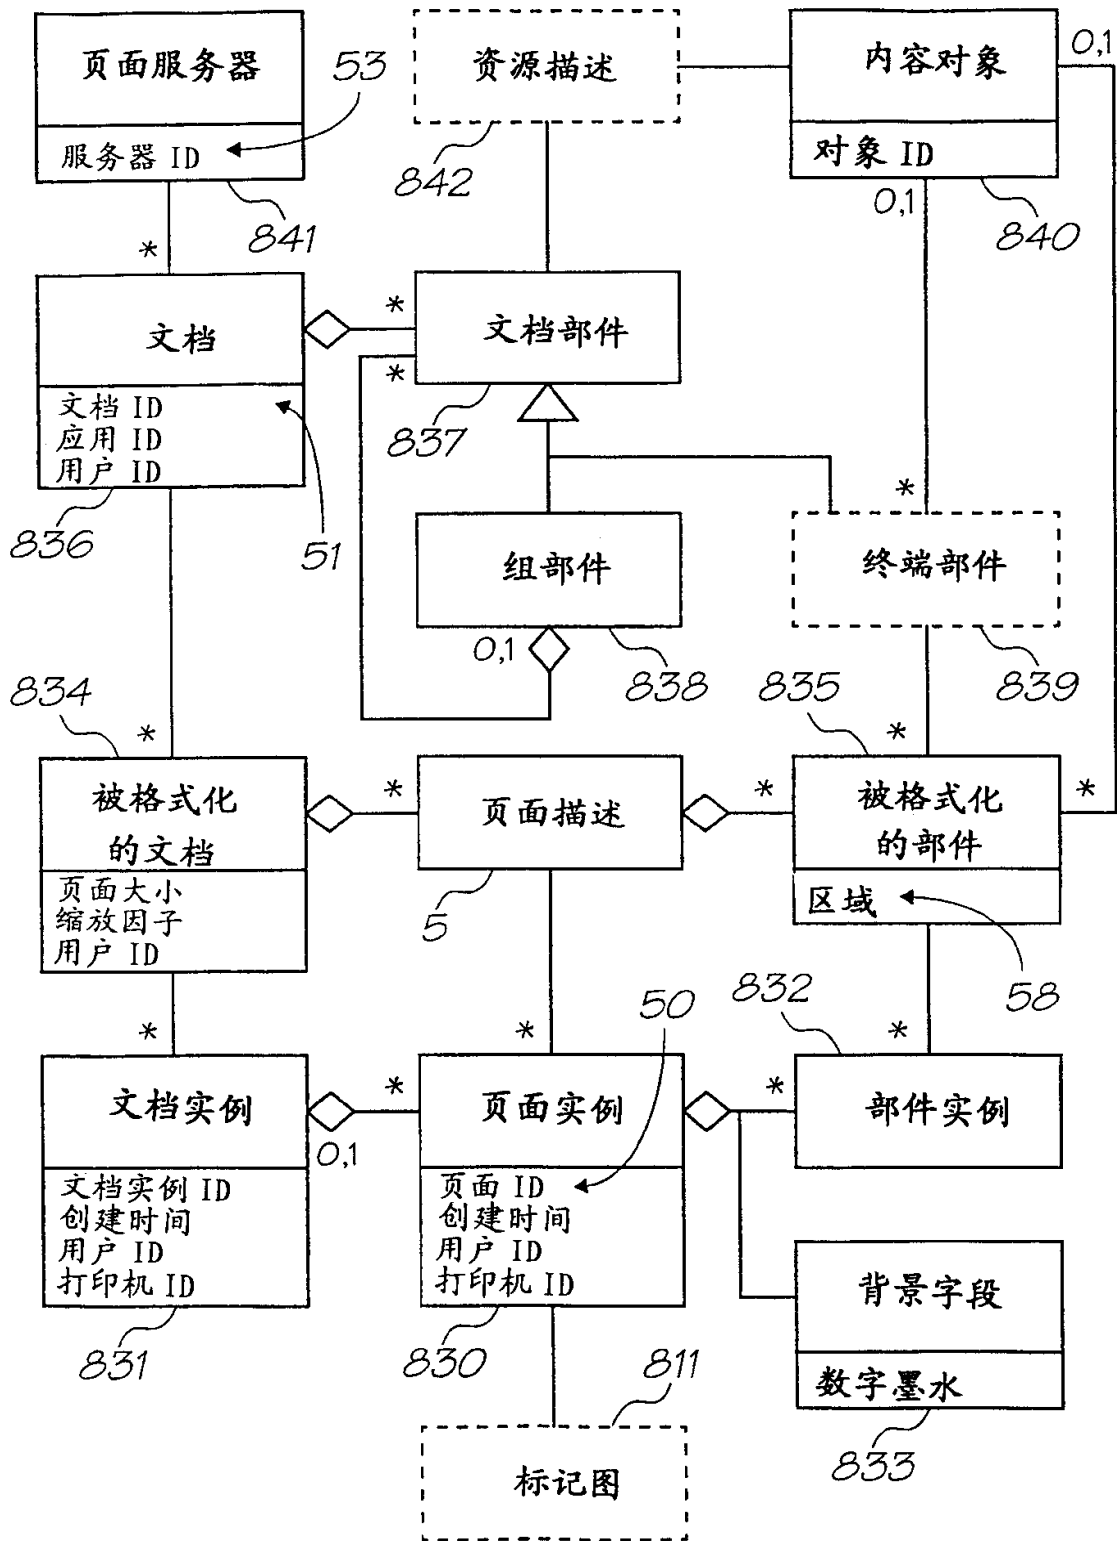 页面服务器
53
服务器 ID
841
资源描述
842
内容对象
0,1
对象 ID
0,1
840
*
文档
*
文档部件
*
文档 ID
应用 ID
用户 ID
837
*
836
51
组部件
终端部件
0,1
838
839
834
835
*
*
被格式化
的文档
*
页面描述
*
被格式化
的部件
*
页面大小
缩放因子
用户 ID
5
区域
58
50
832
*
*
*
文档实例
*
0,1
页面实例
*
部件实例
文档实例 ID
创建时间
用户 ID
打印机 ID
页面 ID
创建时间
用户 ID
打印机 ID
背景字段
数字墨水
831
830
811
833
标记图